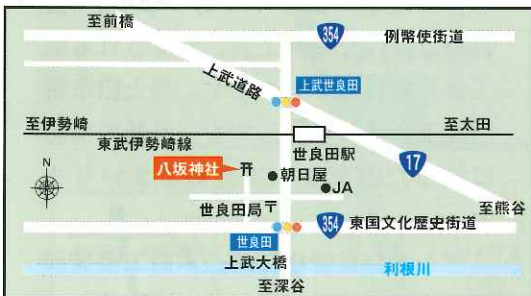 至前橋
354
例幣使街道
上武道路
上武世良田
至伊勢崎
至太田
東武伊勢崎線
世良田駅
N
八坂神社
朝日屋
17
JA
世良田局〒
至熊谷
354
東国文化歴史街道
世良田
上武大橋
利根川
至深谷